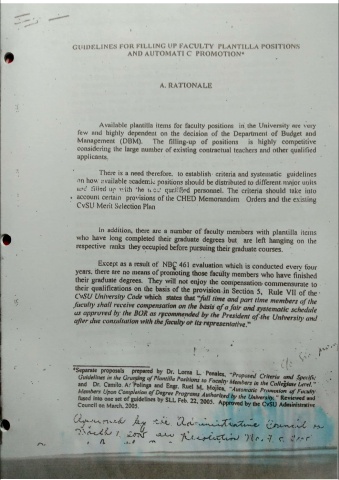 GUIDELINES FOR FILLING UP FACULTY PLANTILLA POSITIONS
AND AUTOMATI C PROMOTION*
A. RATIONALE
Available plantilla items for faculty positions in the University are very
few and highly dependent on the decision of the Department of Budget and
Management (DBM). The filling-up of positions is highly competitive
considering the large number of existing contractual teachers and other qualified
applicants.
There is a need therefore, to establish criteria and systematic guidelines
on how available academic positions should be distributed to different major units
and filled up with the most qualified personnel. The criteria should take into
account certain provisions of the CHED Memorandum Orders and the existing
CvSU Merit Selection Plan
In addition, there are a number of faculty members with plantilla items
who have long completed their graduate degrees but are left hanging on the
respective ranks they occupied before pursuing their graduate courses.
Except as a result of NBC 461 evaluation which is conducted every four
years, there are no means of promoting those faculty members who have finished
their graduate degrees. They will not enjoy the compensation commensurate to
their qualifications on the basis of the provision in Section 5, Rule VII of the
CvSU University Code which states that "full time and part time members of the
faculty shall receive compensation on the basis of a fair and systematic schedule
as approved by the BOR as recommended by the President of the University and
after due consultation with the faculty or its representative."
*Separate proposals prepared by Dr. Lorna L. Penales, "Proposed Criteria and Specific
Guidelines in the Granting of Plantilla Positions to Faculty Members in the Collegiate Level,"
and Dr. Camilo A. Polinga and Engr. Roel M. Mojica, "Automatic Promotion of Faculty
Members Upon Completion of Degree Programs Authorized by the University." Reviewed and
fused into one set of guidelines by SLL, Feb. 22, 2005. Approved by the CvSU Administrative
Council on March, 2005.
Approved by the Administrative Council on
March 8, 2005 per Resolution No. 7 s. 2005